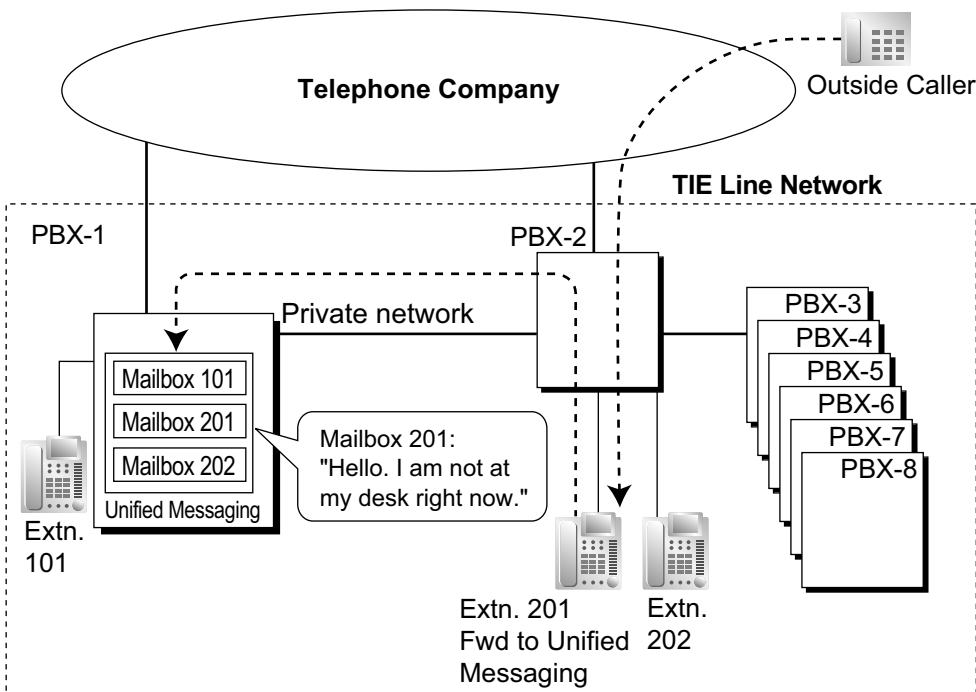 Telephone Company
Outside Caller
TIE Line Network
PBX-1
PBX-2
Private network
PBX-3
PBX-4
PBX-5
PBX-6
PBX-7
PBX-8
Mailbox 101
Mailbox 201
Mailbox 202
Unified Messaging
Mailbox 201:
"Hello. I am not at
my desk right now."
Extn.
101
Extn. 201
Fwd to Unified
Messaging
Extn.
202